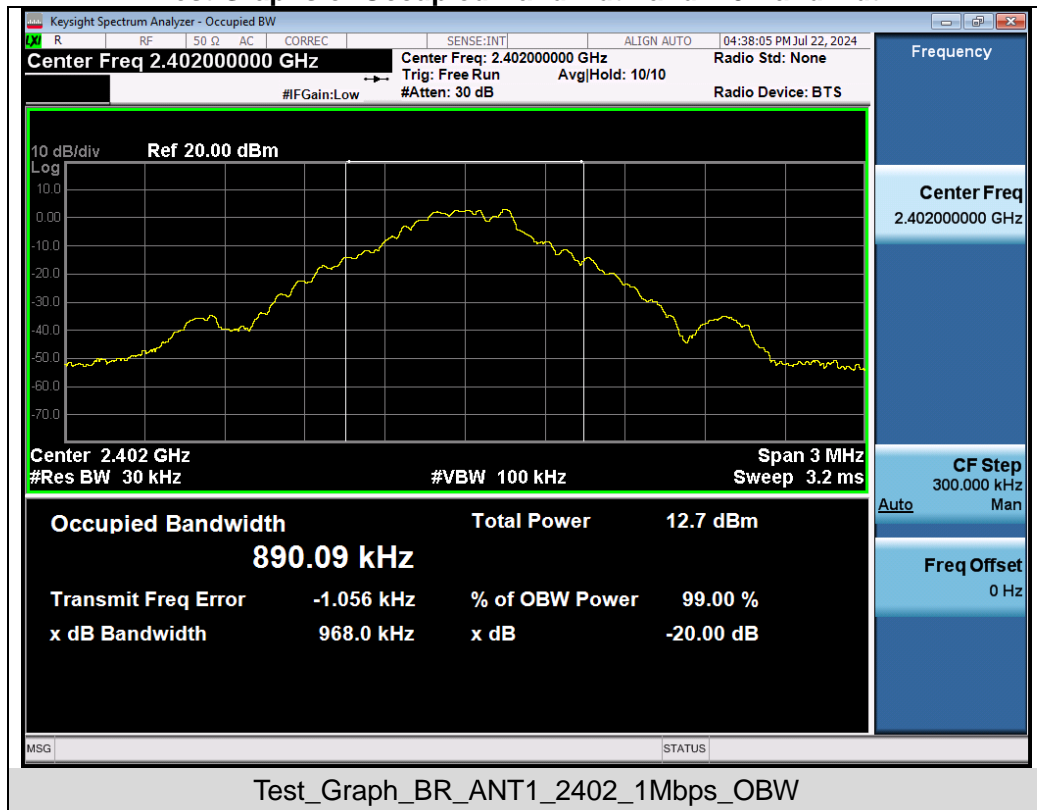 Keysight Spectrum Analyzer - Occupied BW
LXI R RF 50 Ω AC CORREC SENSE:INT ALIGN AUTO 04:38:05 PM Jul 22, 2024
Center Freq 2.402000000 GHz
#IFGain:Low
Center Freq: 2.402000000 GHz
Trig: Free Run Avg|Hold: 10/10
#Atten: 30 dB
Radio Std: None
Radio Device: BTS
10 dB/div Ref 20.00 dBm
Log
10.0
0.00
-10.0
-20.0
-30.0
-40.0
-50.0
-60.0
-70.0
Center 2.402 GHz Span 3 MHz
#Res BW 30 kHz #VBW 100 kHz Sweep 3.2 ms
Occupied Bandwidth Total Power 12.7 dBm
890.09 kHz
Transmit Freq Error -1.056 kHz % of OBW Power 99.00 %
x dB Bandwidth 968.0 kHz x dB -20.00 dB
MSG STATUS
Frequency
Center Freq
2.402000000 GHz
CF Step
300.000 kHz
Auto Man
Freq Offset
0 Hz
Test_Graph_BR_ANT1_2402_1Mbps_OBW